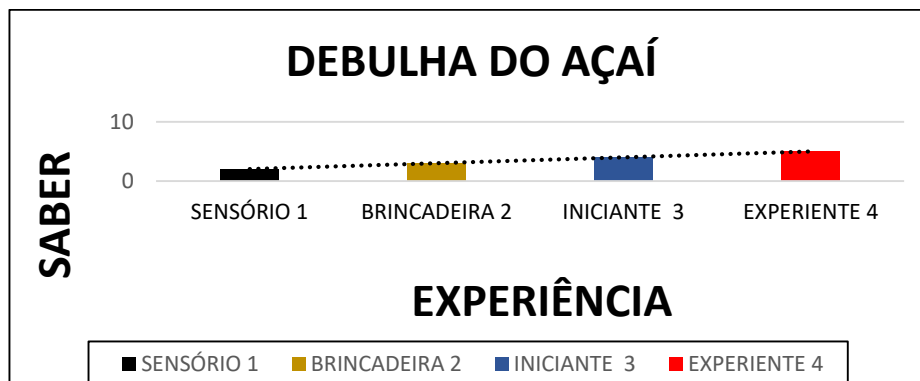 DEBULHA DO AÇAÍ
10
0
SABER
SENSÓRIO 1 BRINCADEIRA 2 INICIANTE 3 EXPERIENTE 4
EXPERIÊNCIA
SENSÓRIO 1 BRINCADEIRA 2 INICIANTE 3 EXPERIENTE 4